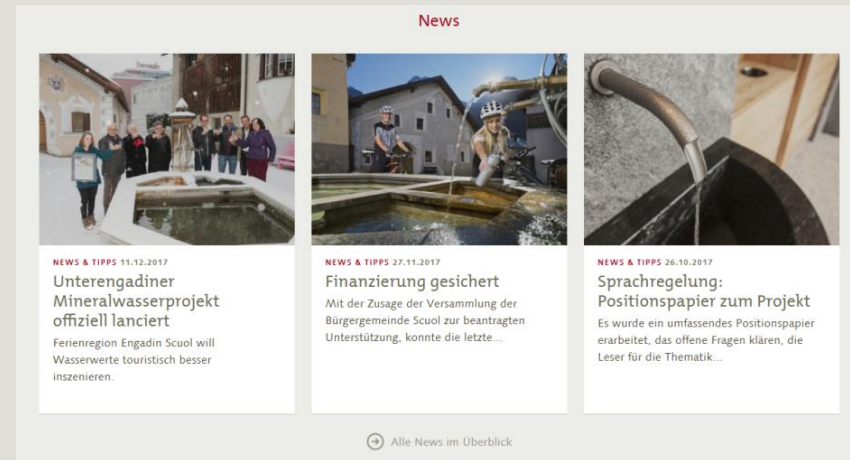 News
NEWS & TIPPS 11.12.2017
Unterengadiner
Mineralwasserprojekt
offiziell lanciert
Ferienregion Engadin Scuol will
Wasserwerte touristisch besser
inszenieren.
NEWS & TIPPS 27.11.2017
Finanzierung gesichert
Mit der Zusage der Versammlung der
Bürgergemeinde Scuol zur beantragten
Unterstützung, konnte die letzte...
NEWS & TIPPS 26.10.2017
Sprachregelung:
Positionspapier zum Projekt
Es wurde ein umfassendes Positionspapier
erarbeitet, das offene Fragen klären, die
Leser für die Thematik...
Alle News im Überblick